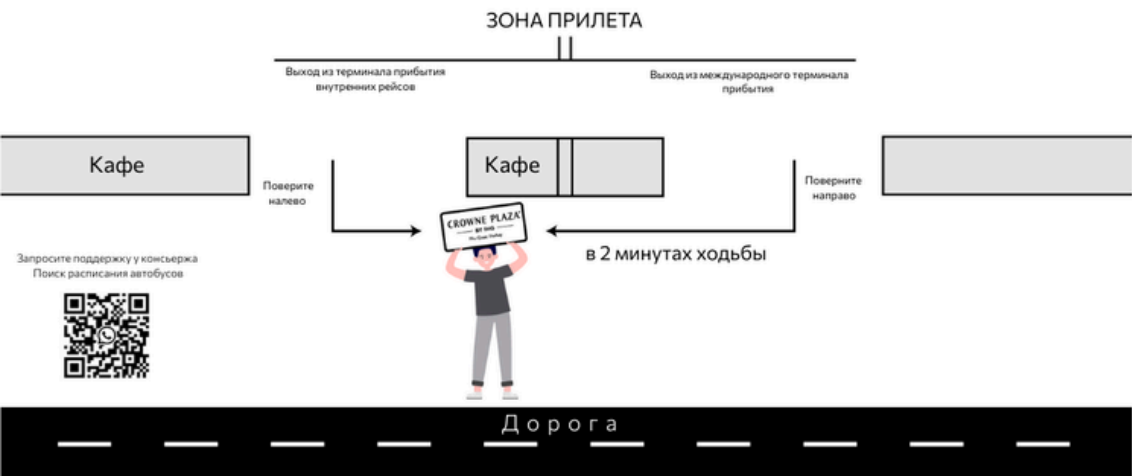 ЗОНА ПРИЛЕТА
Выход из терминала прибытия
внутренних рейсов
Выход из международного терминала
прибытия
Кафе
Кафе
Поверите
налево
Поверните
направо
CROWNE PLAZA
BY IHG
в 2 минутах ходьбы
Запросите поддержку у консьержа
Поиск расписания автобусов
Дорога